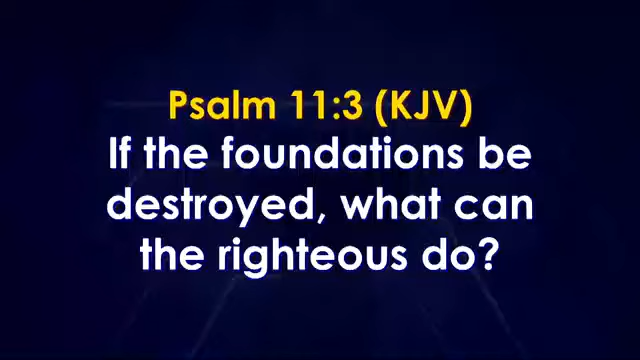 Psalm 11:3 (KJV)
If the foundations be
destroyed, what can
the righteous do?